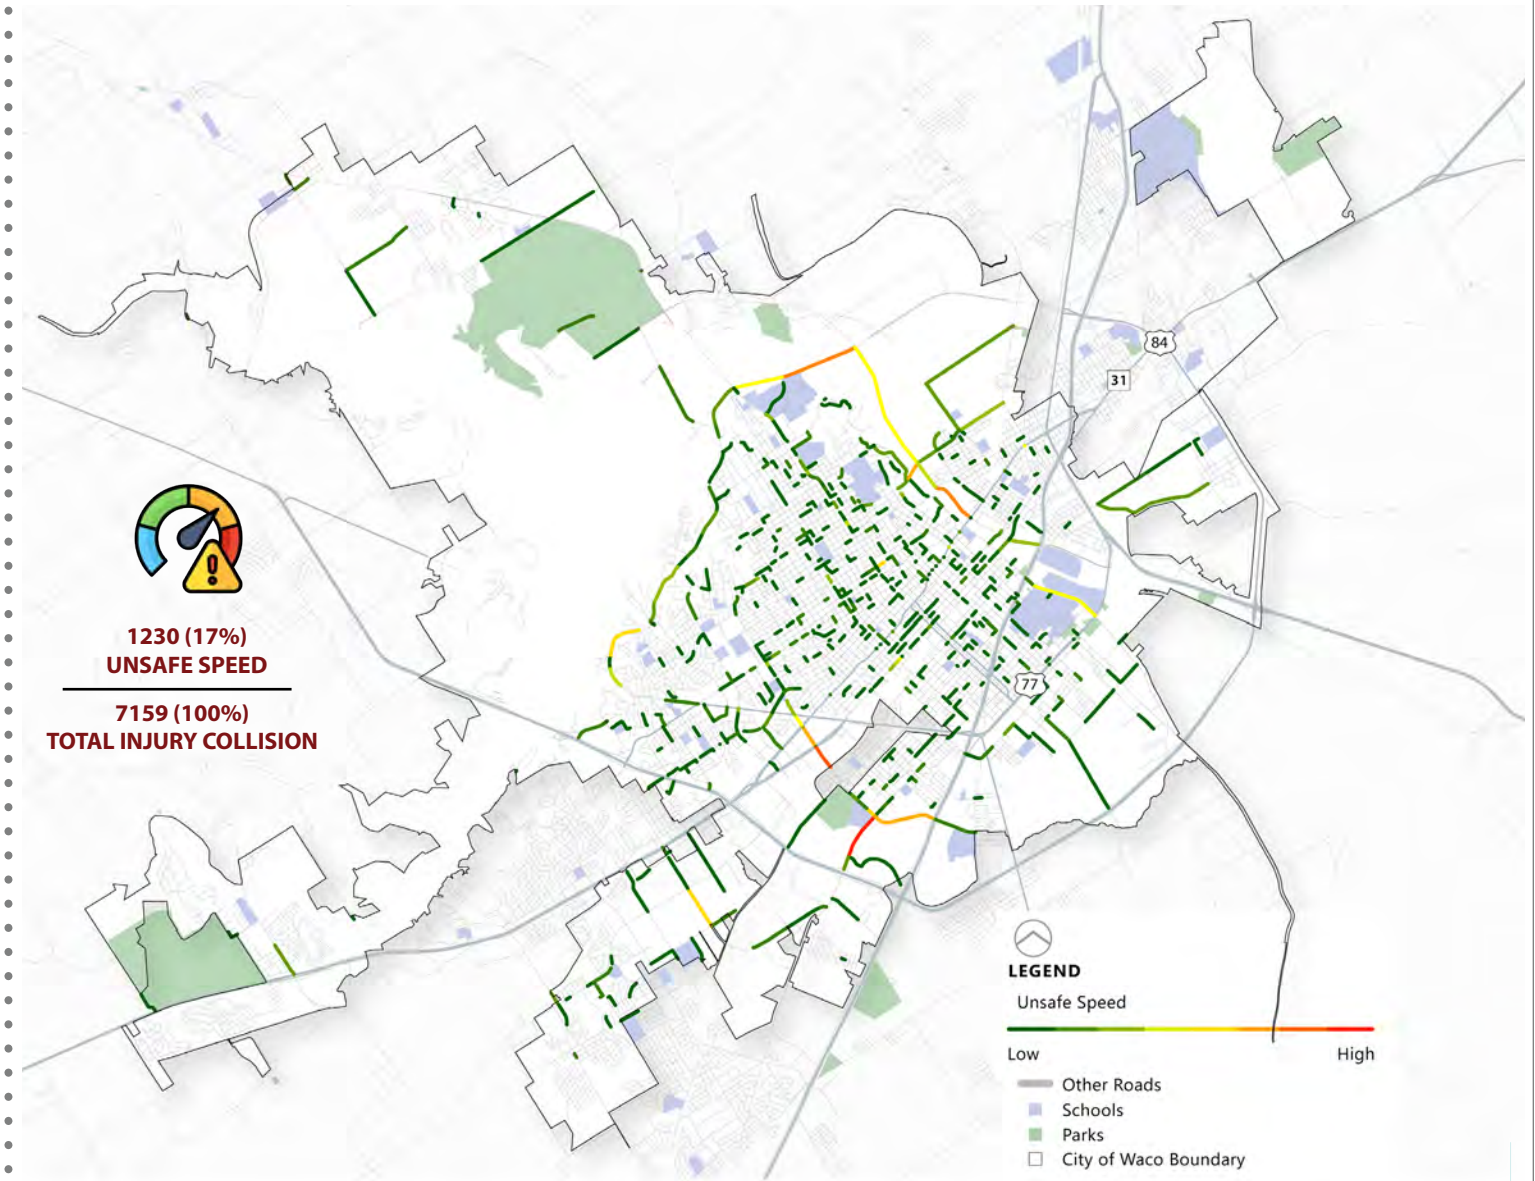 84
31
1230 (17%)
UNSAFE SPEED
7159 (100%)
TOTAL INJURY COLLISION
77
LEGEND
Unsafe Speed
Low High
Other Roads
Schools
Parks
City of Waco Boundary